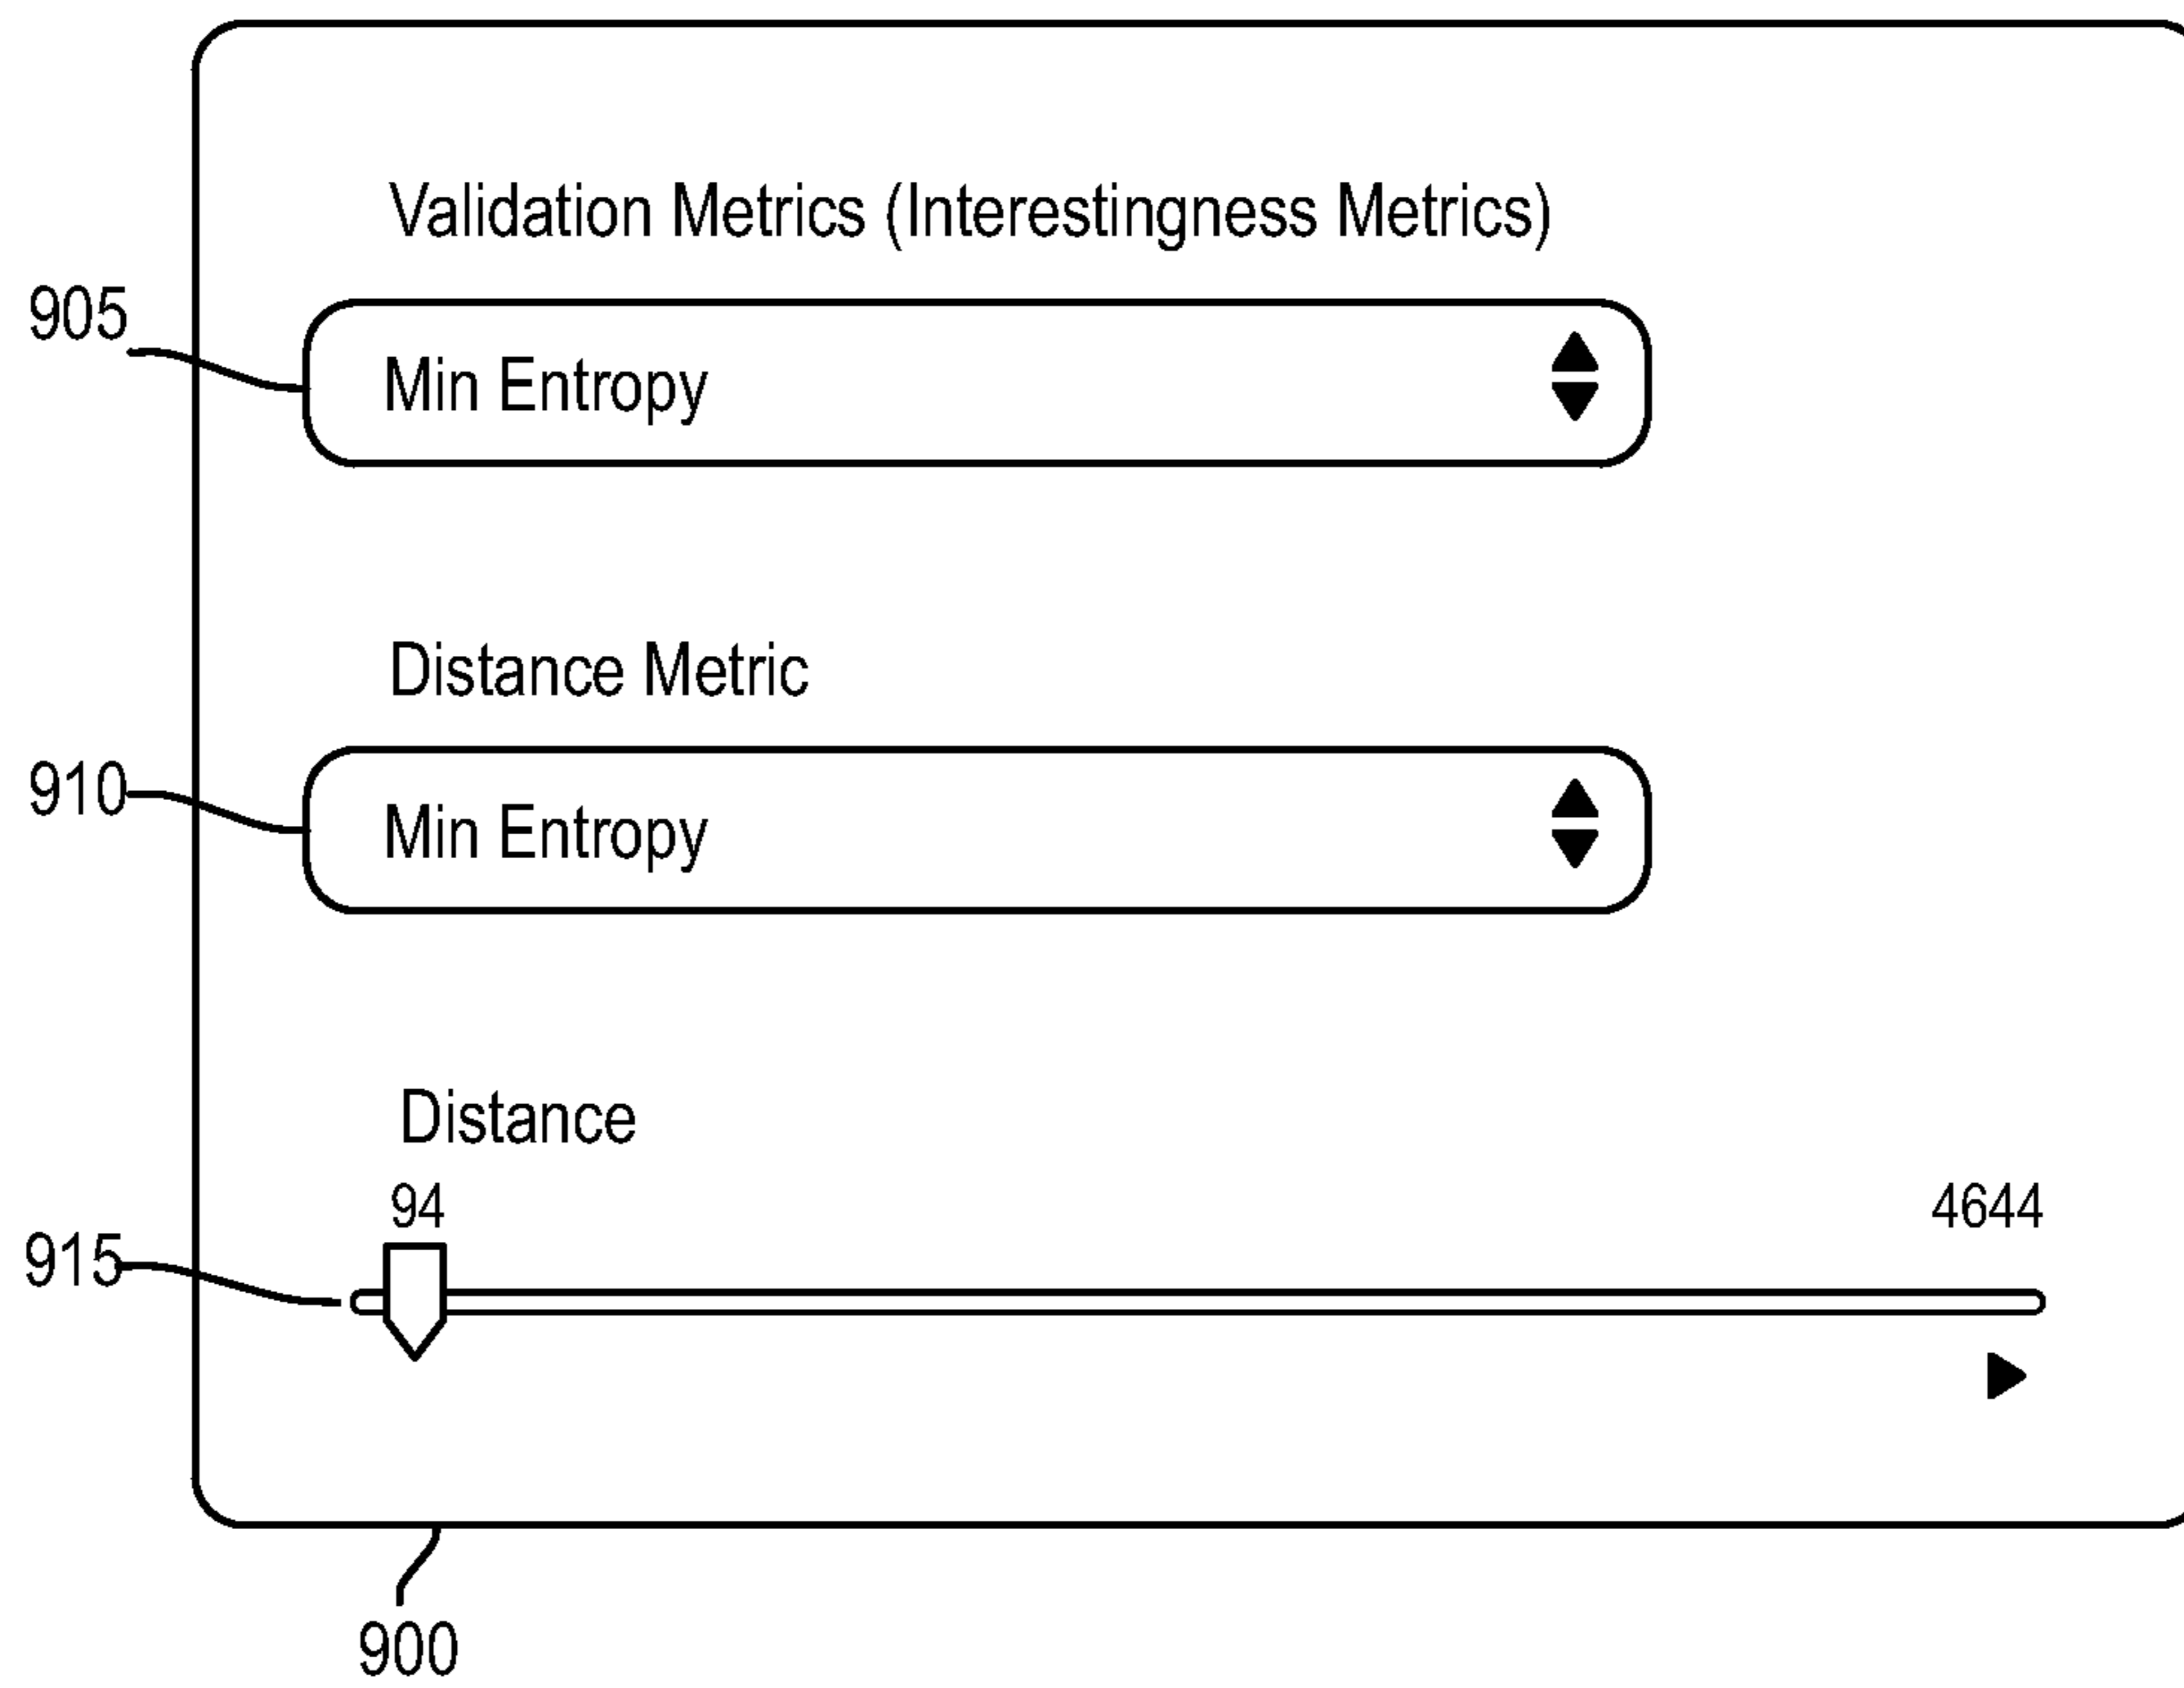 Validation Metrics (Interestingness Metrics)
905
Min Entropy
Distance Metric
910
Min Entropy
Distance
94
4644
915
900